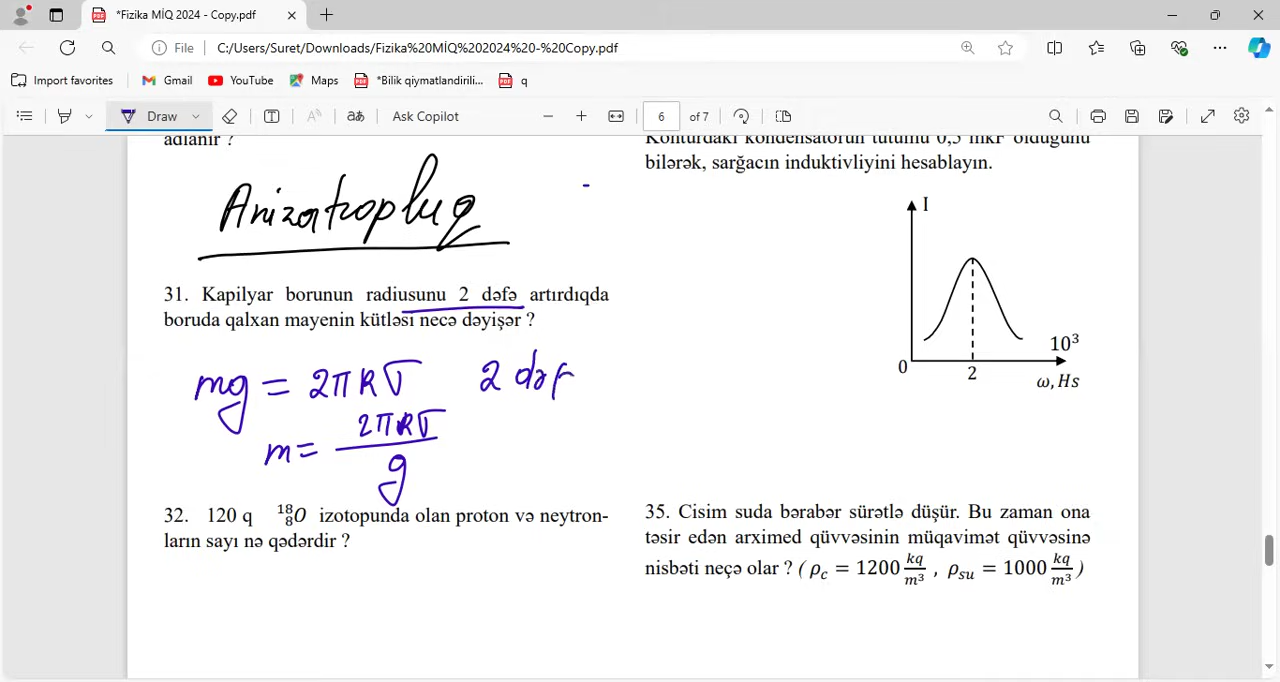 *Fizika MİQ 2024 - Copy.pdf
File
C:/Users/Suret/Downloads/Fizika%20MİQ%202024%20-%20Copy.pdf
Import favorites
Gmail
YouTube
Maps
*Bilik qiymatlandirili...
q
Draw
aあ
Ask Copilot
6
of 7
adlanır ?
Anizatropluq
31. Kapilyar borunun radiusunu 2 dəfə artırdıqda
boruda qalxan mayenin kütləsi necə dəyişər ?
mg = 2πRσ 2 dəf
m = 2πRσ / g
32. 120 q ¹⁸₈O izotopunda olan proton və neytron-
ların sayı nə qədərdir ?
Konturdakı kondensatorun tutumu 0,5 mkF olduğunu
bilərək, sarğacın induktivliyini hesablayın.
I
10³
0
2
ω, Hs
35. Cisim suda bərabər sürətlə düşür. Bu zaman ona
təsir edən arximed qüvvəsinin müqavimət qüvvəsinə
nisbəti neçə olar ? ( ρc = 1200 kq/m³ , ρsu = 1000 kq/m³ )